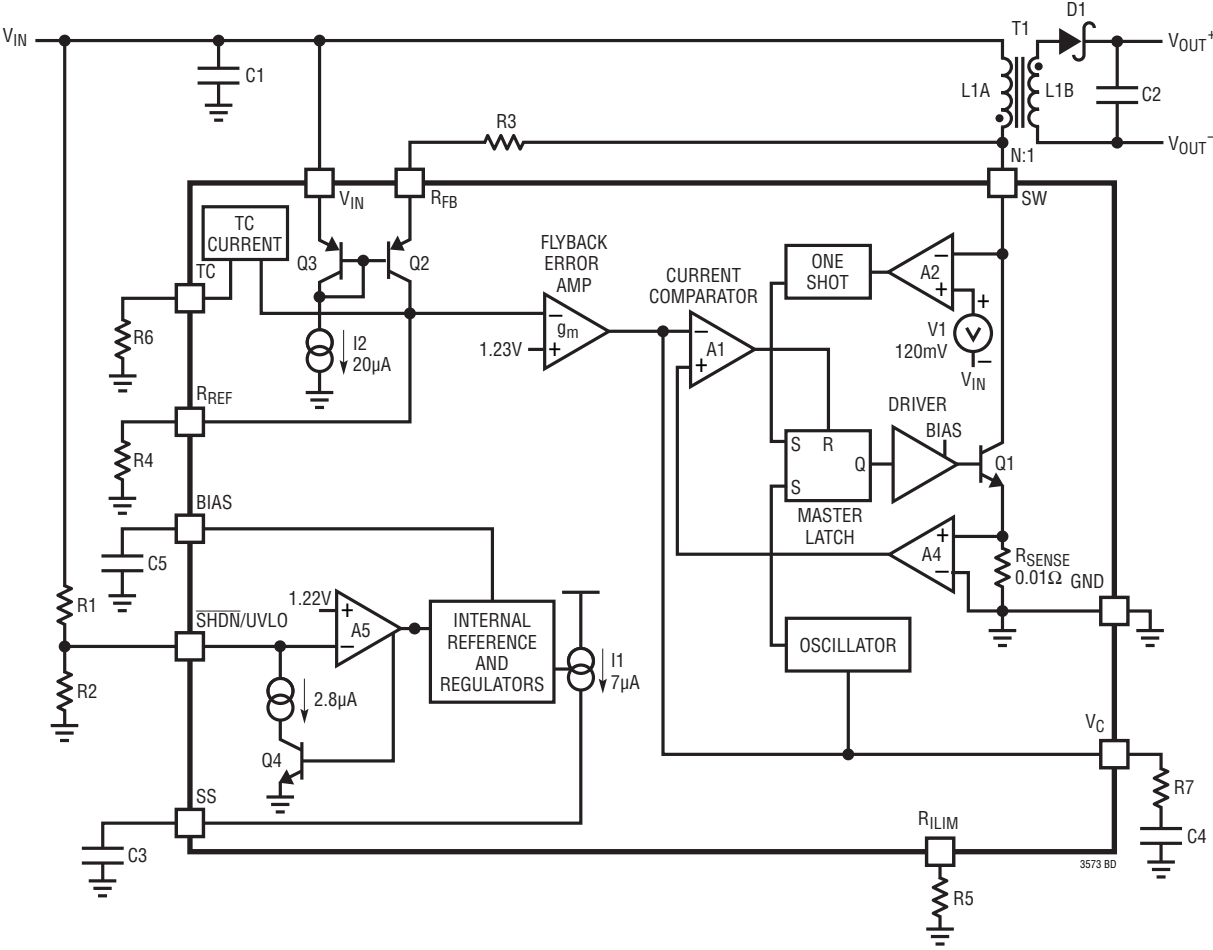 D1
T1
VIN
VOUT+
C1
L1A
L1B
C2
R3
VOUT–
N:1
VIN
RFB
SW
TC
CURRENT
FLYBACK
ERROR
AMP
TC
Q3
Q2
CURRENT
COMPARATOR
ONE
SHOT
A2
–
+
+
V1
120mV
–
VIN
R6
I2
20µA
–
gm
+
1.23V
–
A1
+
RREF
DRIVER
BIAS
R4
S
R
Q
S
Q1
MASTER
LATCH
BIAS
C5
A4
+
–
RSENSE
0.01Ω
GND
R1
SHDN/UVLO
1.22V
+
A5
–
INTERNAL
REFERENCE
AND
REGULATORS
I1
7µA
OSCILLATOR
R2
2.8µA
Q4
VC
R7
SS
C3
RILIM
C4
3573 BD
R5